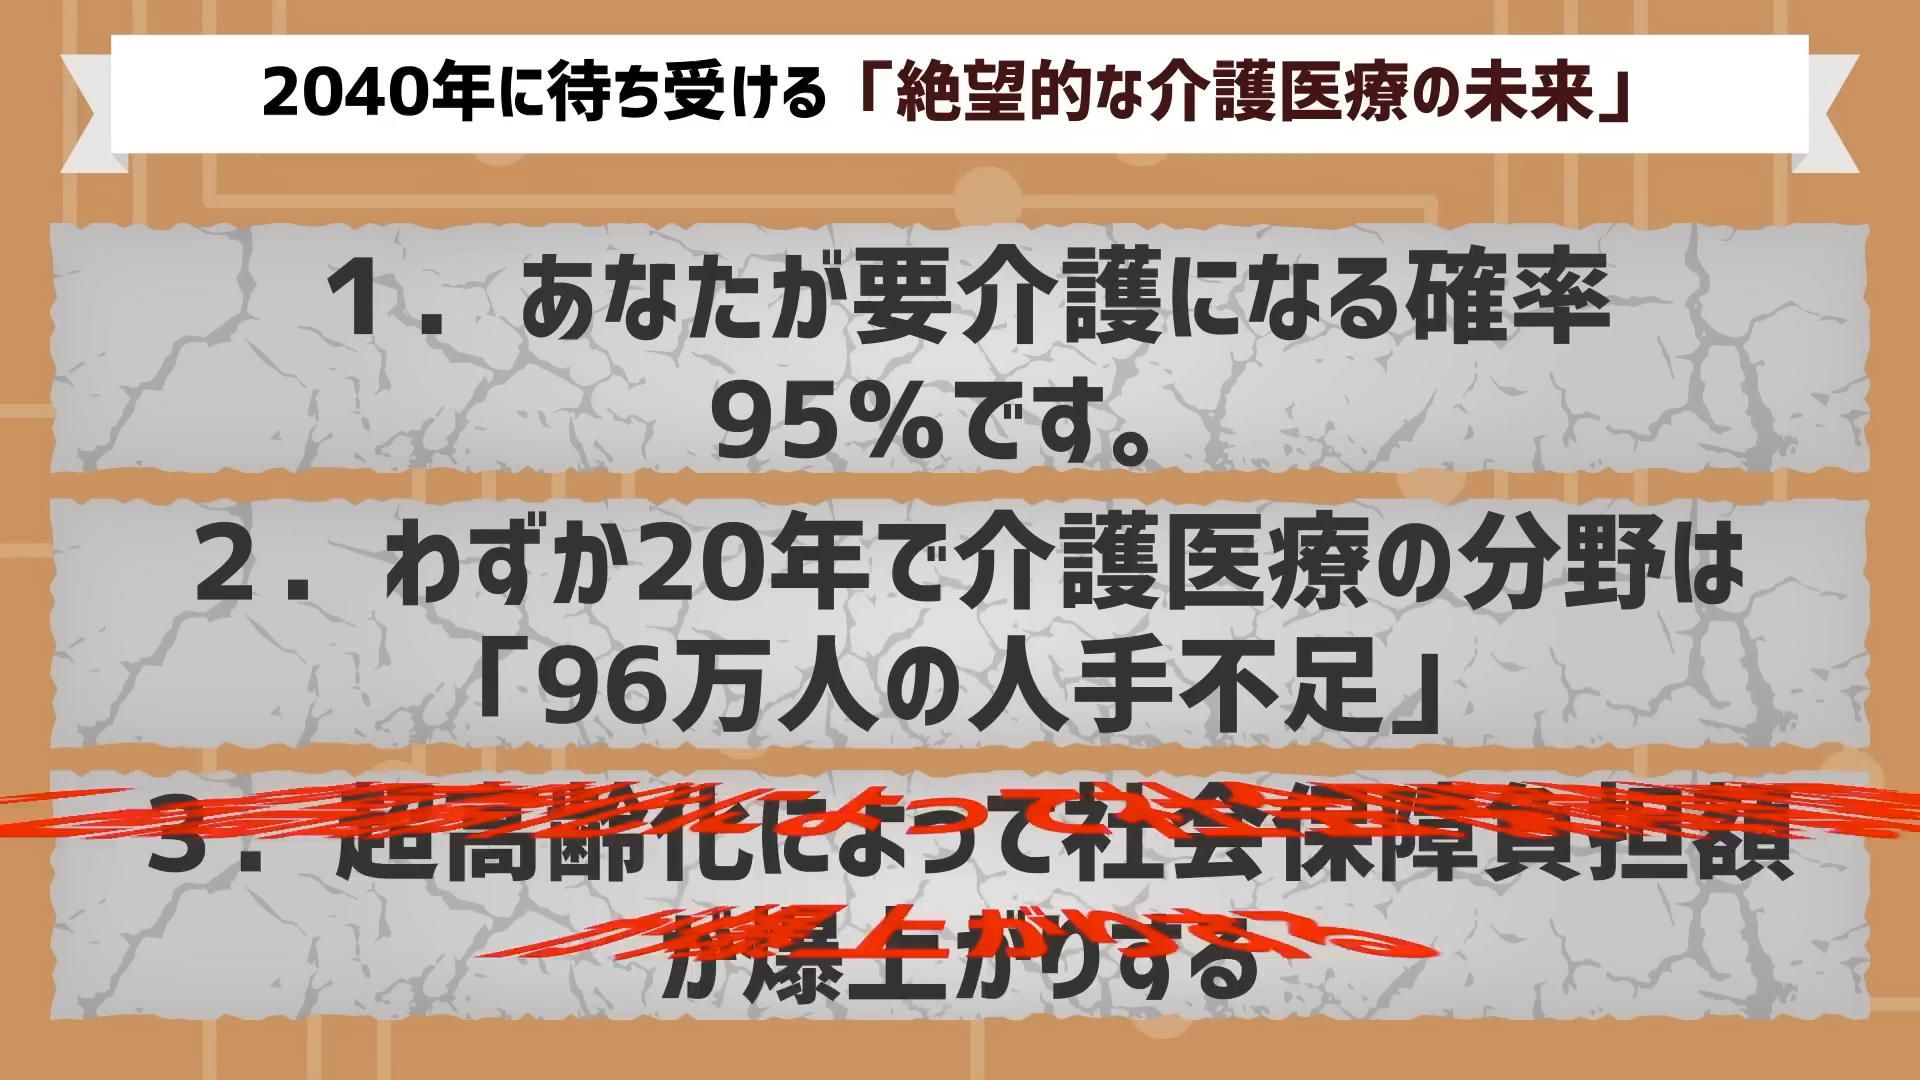 2040年に待ち受ける「絶望的な介護医療の未来」
1．あなたが要介護になる確率
95%です。
2．わずか20年で介護医療の分野は
「96万人の人手不足」
3．超高齢化によって社会保障負担額
が爆上がりする